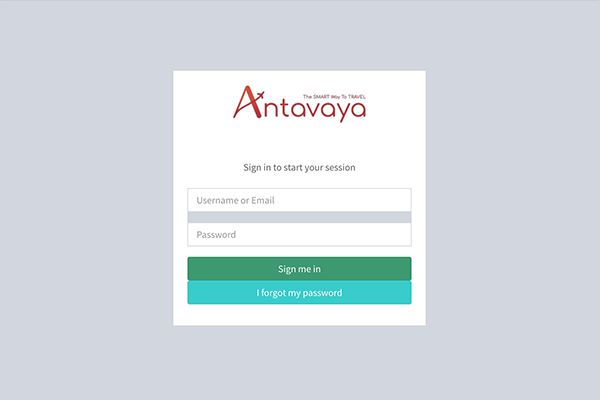 The SMART Way To TRAVEL
Antavaya
Sign in to start your session
Username or Email
Password
Sign me in
I forgot my password